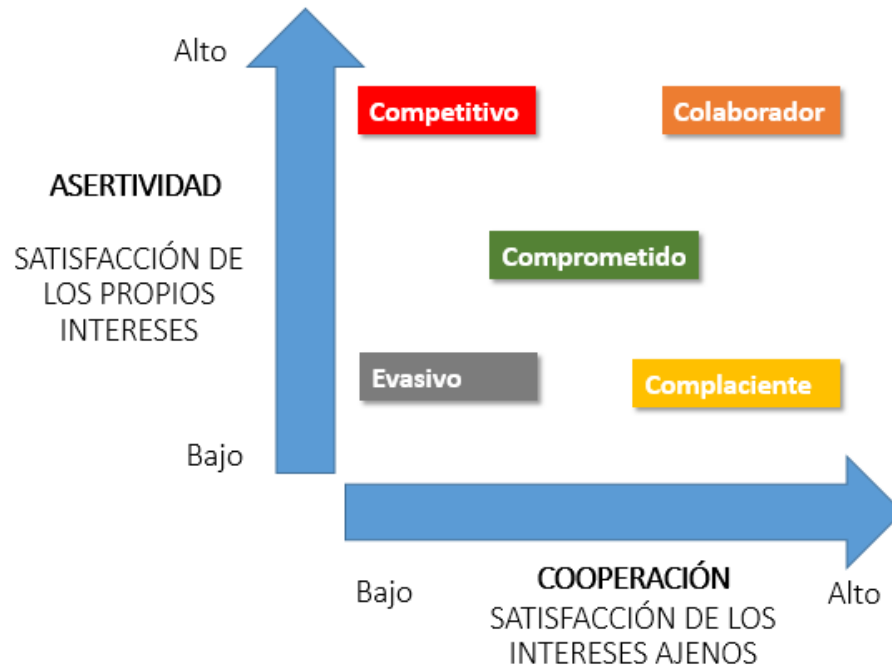 Alto
Competitivo
Colaborador
ASERTIVIDAD
SATISFACCIÓN DE
LOS PROPIOS
INTERESES
Comprometido
Evasivo
Complaciente
Bajo
Bajo
COOPERACIÓN
Alto
SATISFACCIÓN DE LOS
INTERESES AJENOS